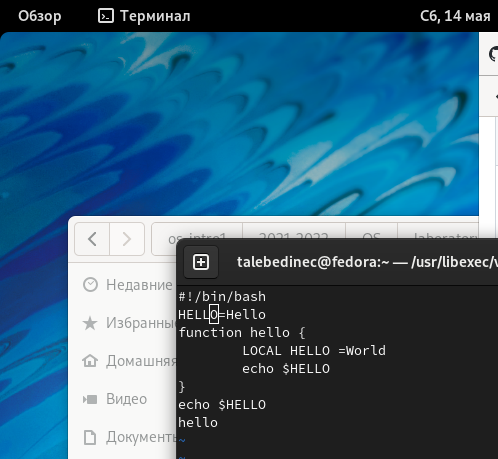 Обзор
Терминал
Сб, 14 мая
os-intro1
2021-2022
OS
laborator
Недавние
Избранные
Домашняя
Видео
Документы
talebedinec@fedora:~ — /usr/libexec/v
#!/bin/bash
HELLO=Hello
function hello {
LOCAL HELLO =World
echo $HELLO
}
echo $HELLO
hello
~
~